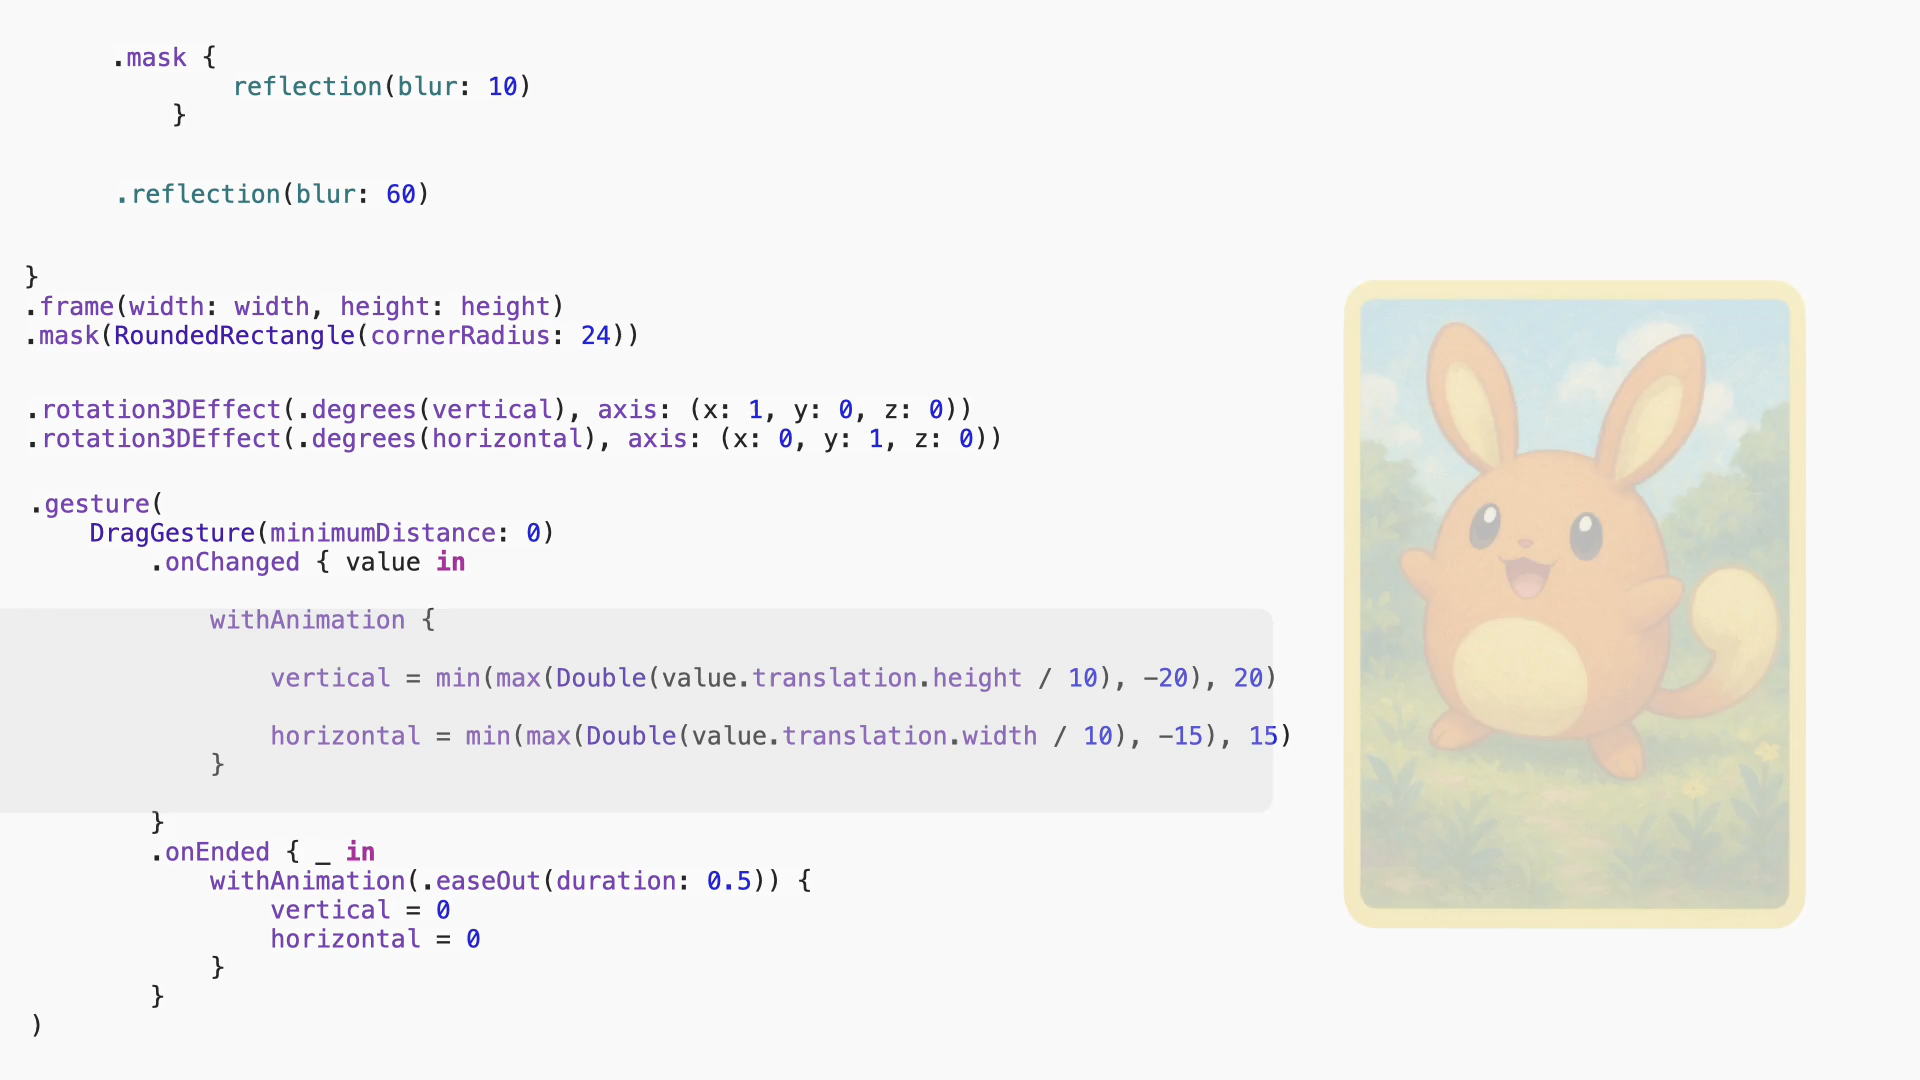 .mask {
reflection(blur: 10)
}
.reflection(blur: 60)
}
.frame(width: width, height: height)
.mask(RoundedRectangle(cornerRadius: 24))
.rotation3DEffect(.degrees(vertical), axis: (x: 1, y: 0, z: 0))
.rotation3DEffect(.degrees(horizontal), axis: (x: 0, y: 1, z: 0))
.gesture(
DragGesture(minimumDistance: 0)
.onChanged { value in
withAnimation {
vertical = min(max(Double(value.translation.height / 10), −20), 20)
horizontal = min(max(Double(value.translation.width / 10), −15), 15)
}
}
.onEnded { _ in
withAnimation(.easeOut(duration: 0.5)) {
vertical = 0
horizontal = 0
}
}
)